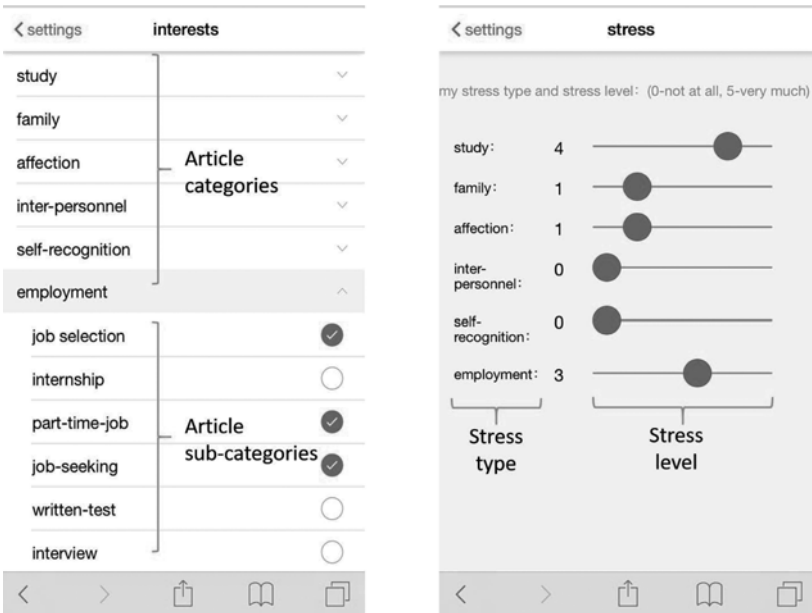 settings interests
study
family
affection
inter-personnel
self-recognition
employment
Article
categories
job selection
internship
part-time-job
job-seeking
written-test
interview
Article
sub-categories
settings stress
my stress type and stress level: (0-not at all, 5-very much)
study: 4
family: 1
affection: 1
inter-
personnel: 0
self-
recognition: 0
employment: 3
Stress
type
Stress
level